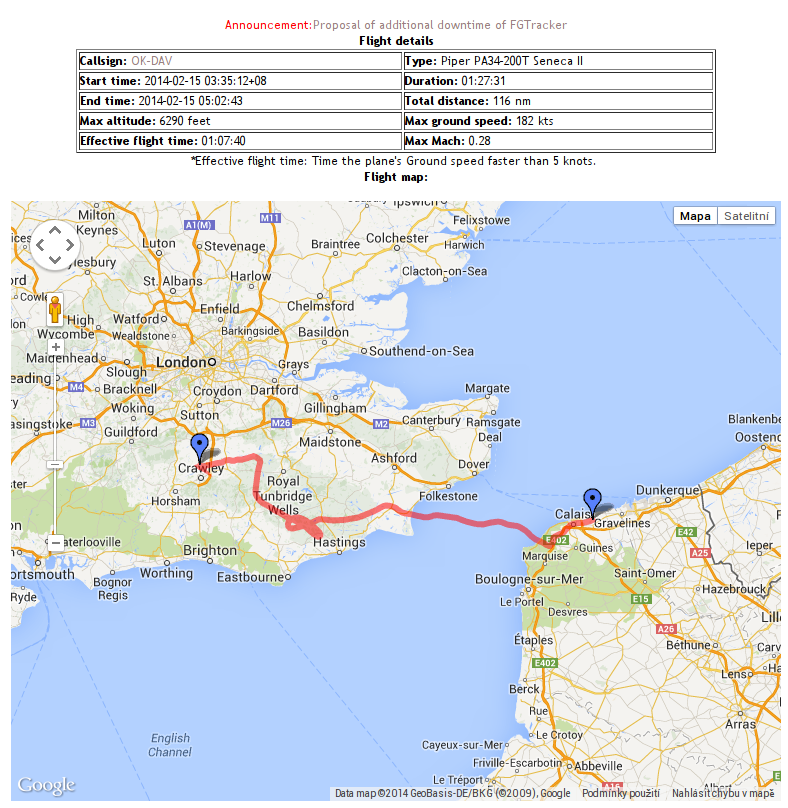 Announcement:Proposal of additional downtime of FGTracker
Flight details
Callsign: OK-DAV Type: Piper PA34-200T Seneca II
Start time: 2014-02-15 03:35:12+08 Duration: 01:27:31
End time: 2014-02-15 05:02:43 Total distance: 116 nm
Max altitude: 6290 feet Max ground speed: 182 kts
Effective flight time: 01:07:40 Max Mach: 0.28
*Effective flight time: Time the plane's Ground speed faster than 5 knots.
Flight map:
Mapa Satelitní
Milton
Keynes
A1(M)
M11
Felixstowe
Luton
Stevenage
Braintree
Colchester
Harwich
Clacton-on-Sea
St. Albans
Harlow
Chelmsford
High
Wycombe
Watford
Enfield
Wealdstone
Barkingside
Basildon
Maidenhead
London
Southend-on-Sea
Slough
Grays
M4
Bracknell
Croydon
Dartford
Margate
Woking
Sutton
Gillingham
M3
M26
M2
Canterbury
Ramsgate
Guildford
Maidstone
Deal
Ashford
Dover
Crawley
Royal
Tunbridge
Wells
Folkestone
Horsham
Dunkerque
Calais
Gravelines
E42
E402
Hastings
Marquise
Guines
A25
Ieper
Brighton
Worthing
Eastbourne
Bognor
Regis
Ryde
Boulogne-sur-Mer
Saint-Omer
Hazebrouck
Le Portel
Desvres
E15
A26
Étaples
E402
Béthune
Lens
Berck
Rue
Arras
Le Crotoy
English
Channel
Cayeux-sur-Mer
Friville-Escarbotin
Abbeville
Le Tréport
Google
Data map ©2014 GeoBasis-DE/BKG (©2009), Google Podmínky použití Nahlásit chybu v mapě